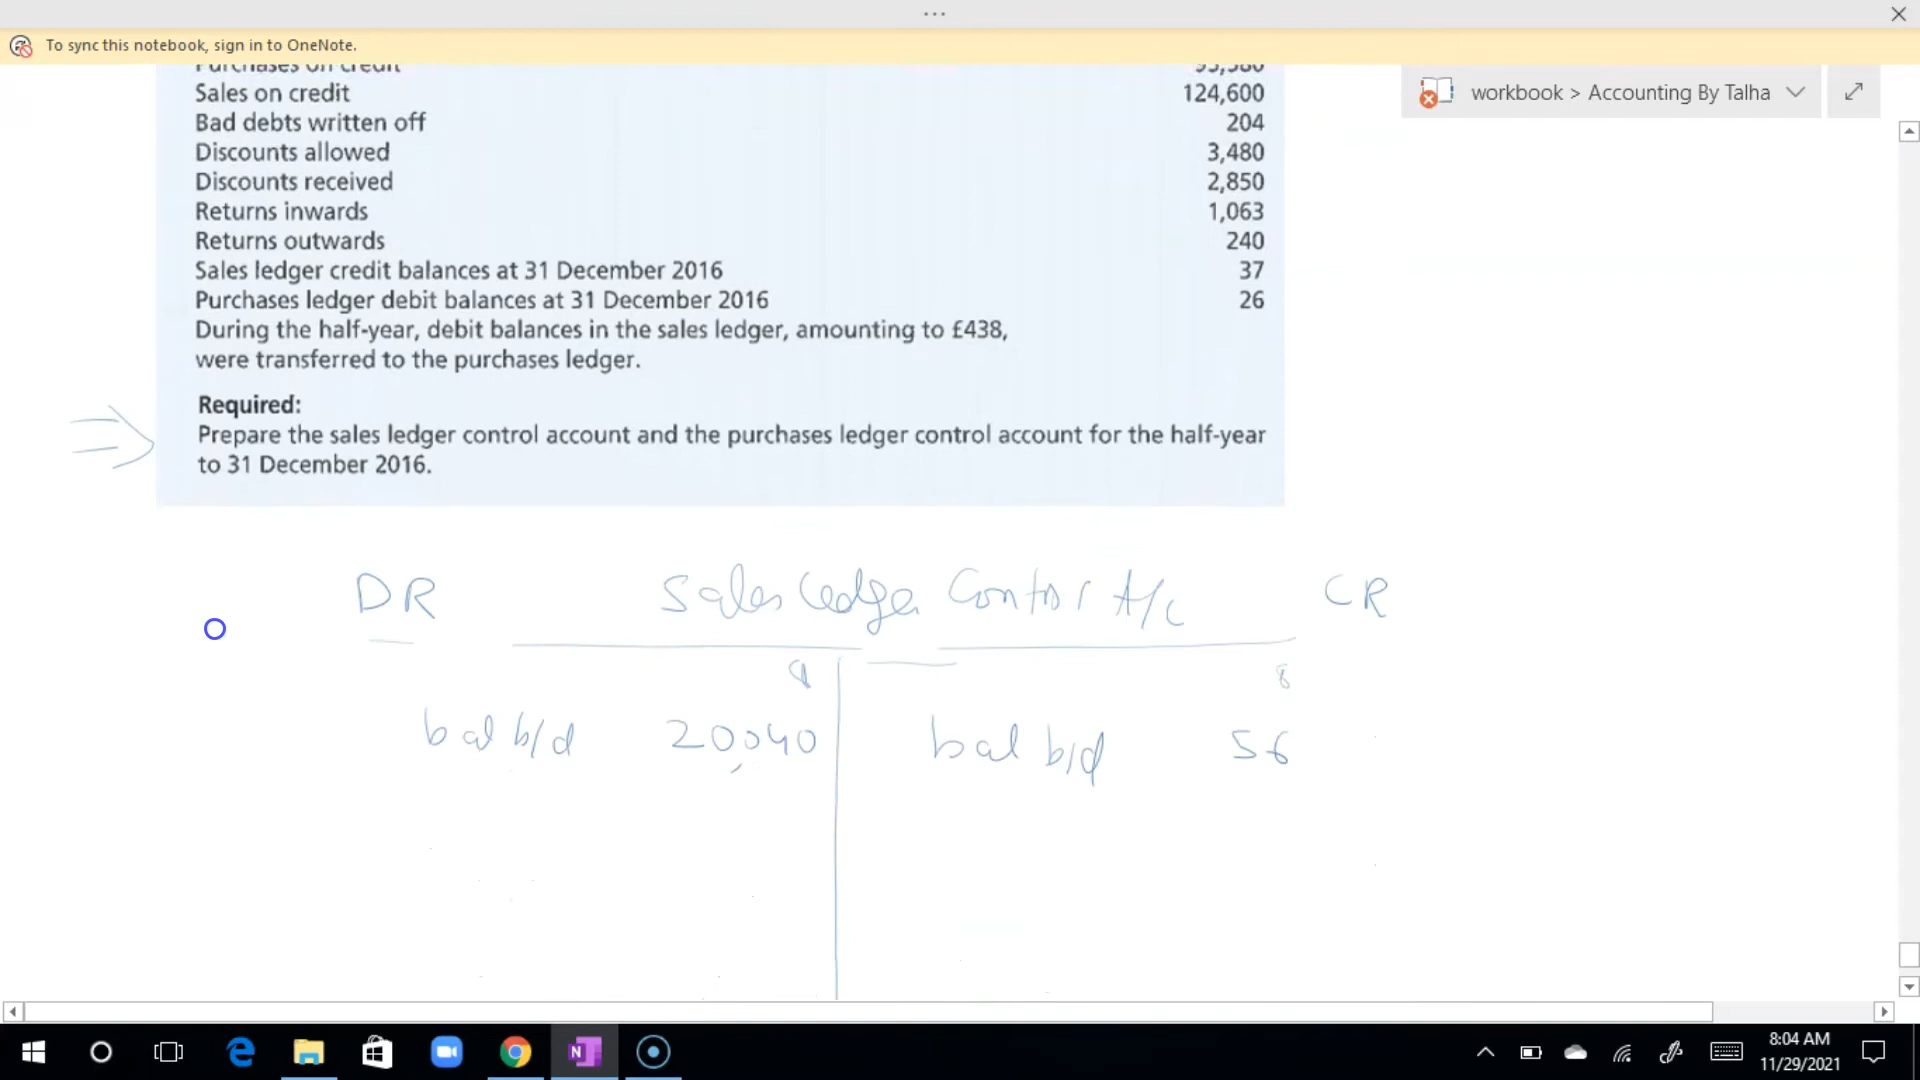 ...
To sync this notebook, sign in to OneNote.
workbook > Accounting By Talha
Purchases on credit 93,580
Sales on credit 124,600
Bad debts written off 204
Discounts allowed 3,480
Discounts received 2,850
Returns inwards 1,063
Returns outwards 240
Sales ledger credit balances at 31 December 2016 37
Purchases ledger debit balances at 31 December 2016 26
During the half-year, debit balances in the sales ledger, amounting to £438,
were transferred to the purchases ledger.
Required:
Prepare the sales ledger control account and the purchases ledger control account for the half-year
to 31 December 2016.
DR Sales Ledger Control A/C CR
bal b/d 20,040 bal b/d 56
8:04 AM
11/29/2021